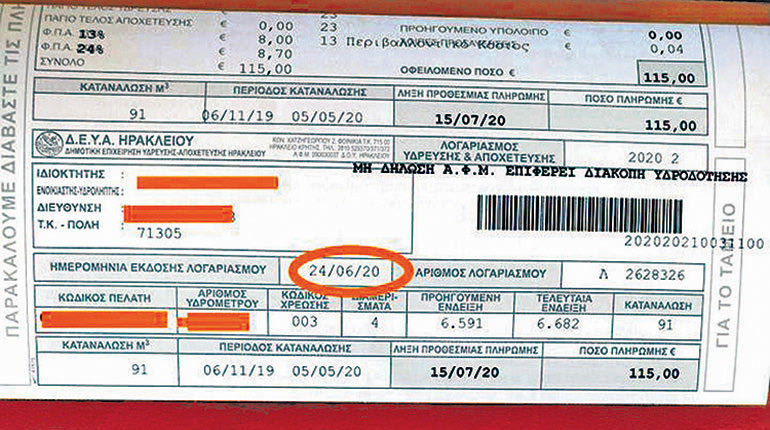 ΠΑΓΙΟ ΤΕΛΟΣ ΑΠΟΧΕΤΕΥΣΗΣ € 0,00 23 ΠΡΟΗΓΟΥΜΕΝΟ ΥΠΟΛΟΙΠΟ € 0,00
Φ.Π.Α. 13% € 8,00 13 Περιβαλλοντικό Κόστος € 0,04
Φ.Π.Α. 24% € 8,70
ΣΥΝΟΛΟ € 115,00 ΟΦΕΙΛΟΜΕΝΟ ΠΟΣΟ € 115,00
ΚΑΤΑΝΑΛΩΣΗ Μ³ ΠΕΡΙΟΔΟΣ ΚΑΤΑΝΑΛΩΣΗΣ ΛΗΞΗ ΠΡΟΘΕΣΜΙΑΣ ΠΛΗΡΩΜΗΣ ΠΟΣΟ ΠΛΗΡΩΜΗΣ €
91 06/11/19 05/05/20 15/07/20 115,00
Δ.Ε.Υ.Α. ΗΡΑΚΛΕΙΟΥ
ΔΗΜΟΤΙΚΗ ΕΠΙΧΕΙΡΗΣΗ ΥΔΡΕΥΣΗΣ-ΑΠΟΧΕΤΕΥΣΗΣ ΗΡΑΚΛΕΙΟΥ
ΛΟΓΑΡΙΑΣΜΟΣ
ΥΔΡΕΥΣΗΣ & ΑΠΟΧΕΤΕΥΣΗΣ 2020 2
ΜΗ ΔΗΛΩΣΗ Α.Φ.Μ. ΕΠΙΦΕΡΕΙ ΔΙΑΚΟΠΗ ΥΔΡΟΔΟΤΗΣΗΣ
ΙΔΙΟΚΤΗΤΗΣ :
ΕΝΟΙΚΙΑΣΤΗΣ-ΥΔΡΟΛΗΠΤΗΣ :
ΔΙΕΥΘΥΝΣΗ :
Τ.Κ. - ΠΟΛΗ : 71305
202020210031100
ΗΜΕΡΟΜΗΝΙΑ ΕΚΔΟΣΗΣ ΛΟΓΑΡΙΑΣΜΟΥ 24/06/20 ΑΡΙΘΜΟΣ ΛΟΓΑΡΙΑΣΜΟΥ Λ 2628326
ΚΩΔΙΚΟΣ ΠΕΛΑΤΗ ΑΡΙΘΜΟΣ ΥΔΡΟΜΕΤΡΟΥ ΚΩΔΙΚΟΣ ΧΡΕΩΣΗΣ ΔΙΑΜΕΡΙΣΜΑΤΑ ΠΡΟΗΓΟΥΜΕΝΗ ΕΝΔΕΙΞΗ ΤΕΛΕΥΤΑΙΑ ΕΝΔΕΙΞΗ ΚΑΤΑΝΑΛΩΣΗ
003 4 6.591 6.682 91
ΚΑΤΑΝΑΛΩΣΗ Μ³ ΠΕΡΙΟΔΟΣ ΚΑΤΑΝΑΛΩΣΗΣ ΛΗΞΗ ΠΡΟΘΕΣΜΙΑΣ ΠΛΗΡΩΜΗΣ ΠΟΣΟ ΠΛΗΡΩΜΗΣ €
91 06/11/19 05/05/20 15/07/20 115,00
ΠΑΡΑΚΑΛΟΥΜΕ ΔΙΑΒΑΣΤΕ ΤΙΣ
ΓΙΑ ΤΟ ΤΑΜΕΙΟ